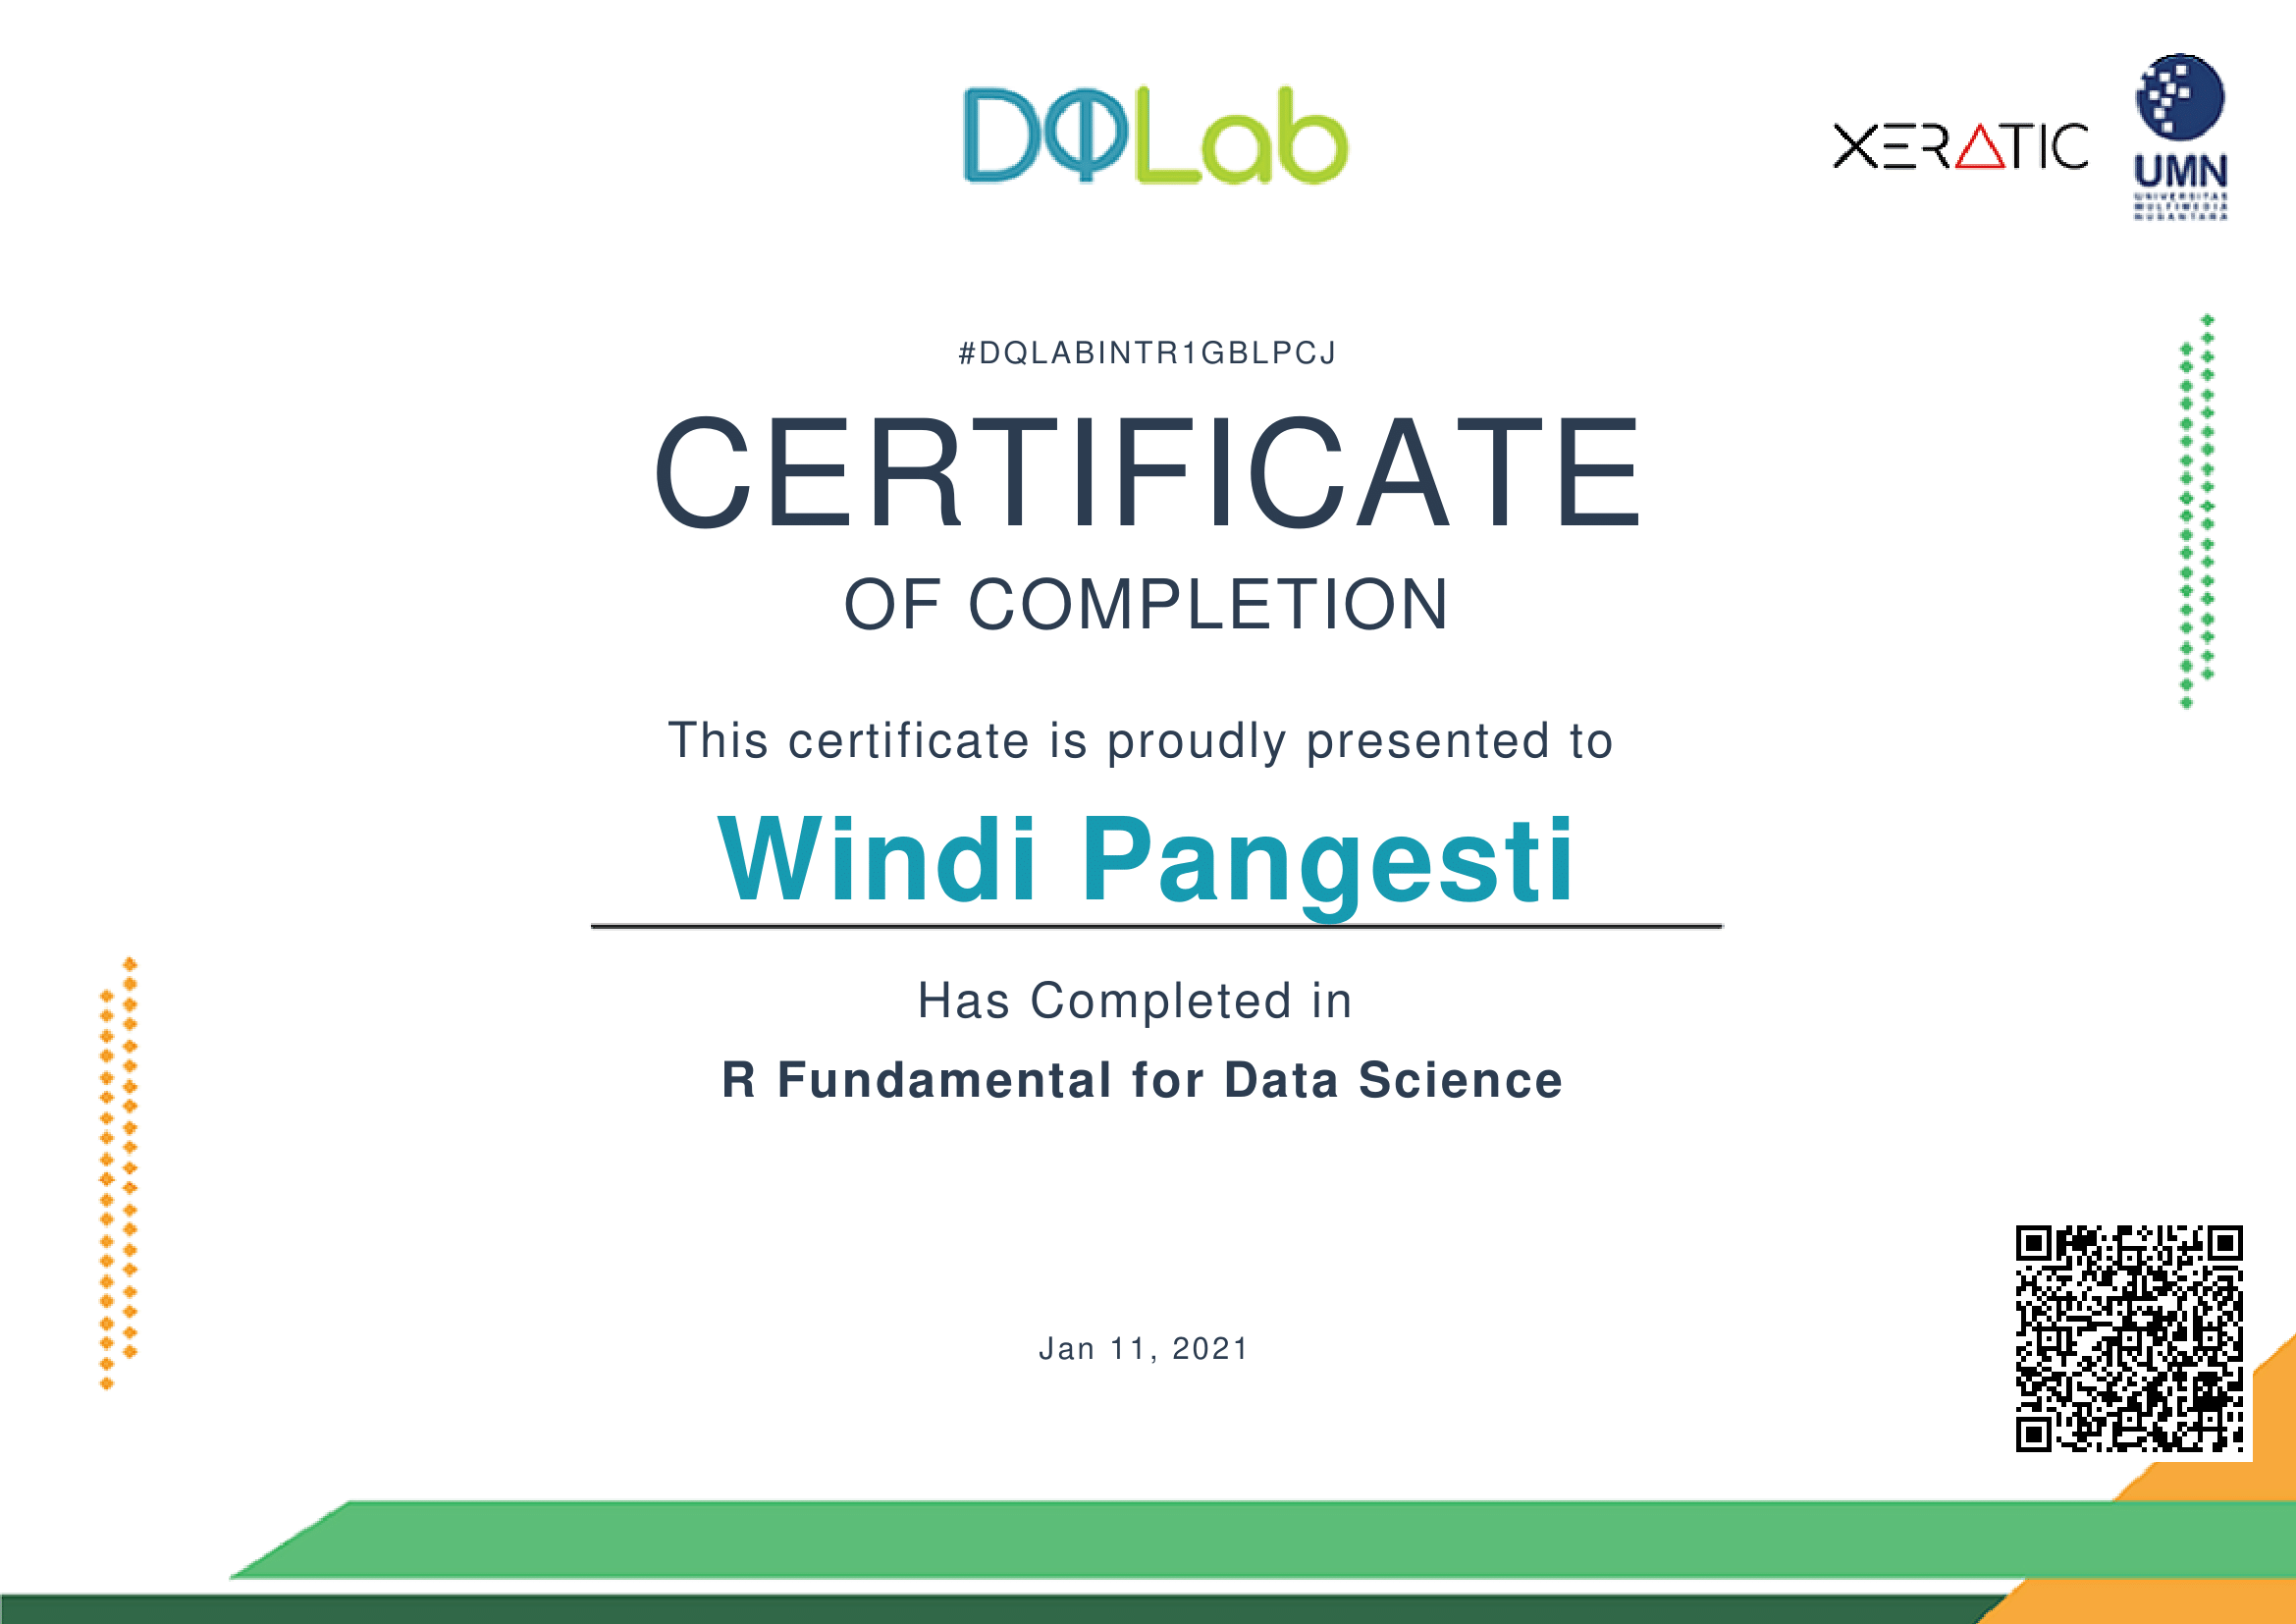 DQLab
XERATIC
UMN
UNIVERSITAS
MULTIMEDIA
NUSANTARA
#DQLABINTR1GBLPCJ
CERTIFICATE
OF COMPLETION
This certificate is proudly presented to
Windi Pangesti
Has Completed in
R Fundamental for Data Science
Jan 11, 2021